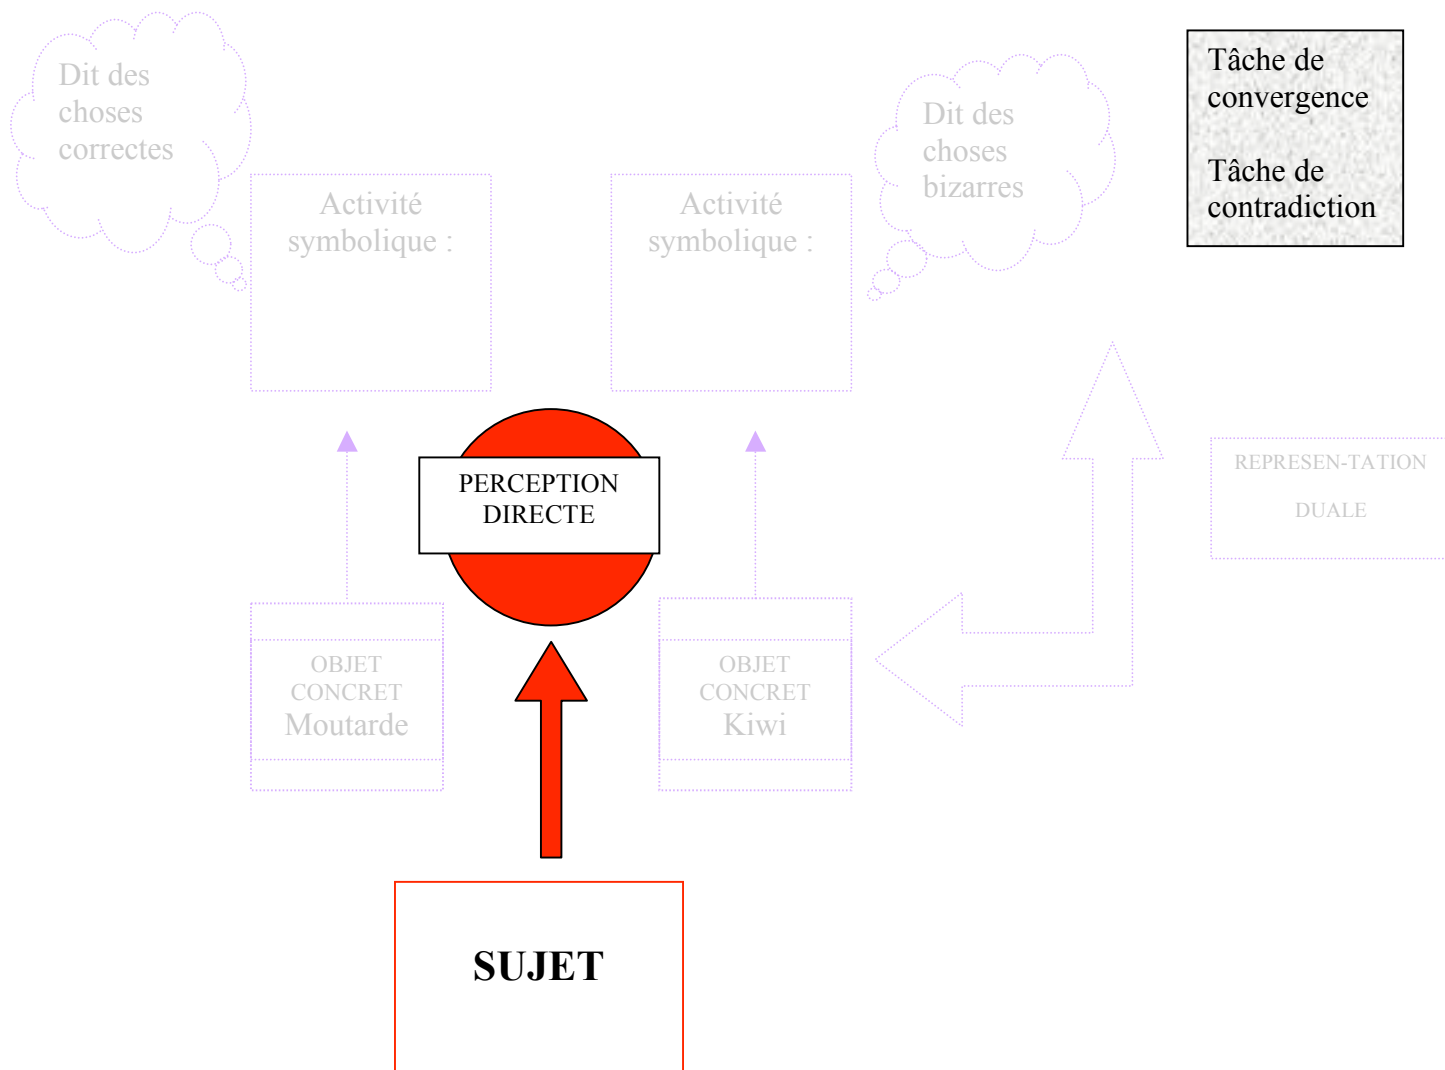 Dit des
choses
correctes
Activité
symbolique :
Activité
symbolique :
Dit des
choses
bizarres
Tâche de
convergence
Tâche de
contradiction
PERCEPTION
DIRECTE
REPRESEN-TATION
DUALE
OBJET
CONCRET
Moutarde
OBJET
CONCRET
Kiwi
SUJET